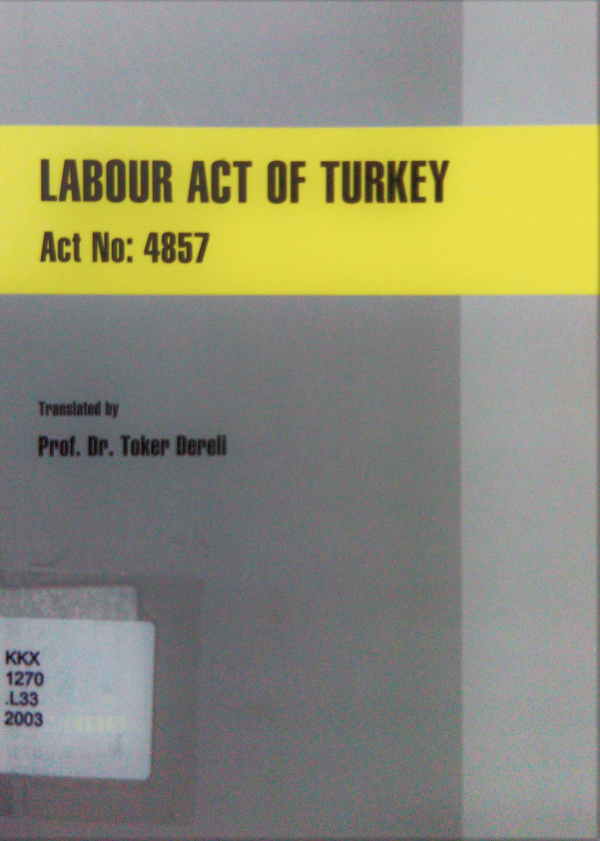 LABOUR ACT OF TURKEY
Act No: 4857
Translated by
Prof. Dr. Toker Dereli
KKX
1270
.L33
2003